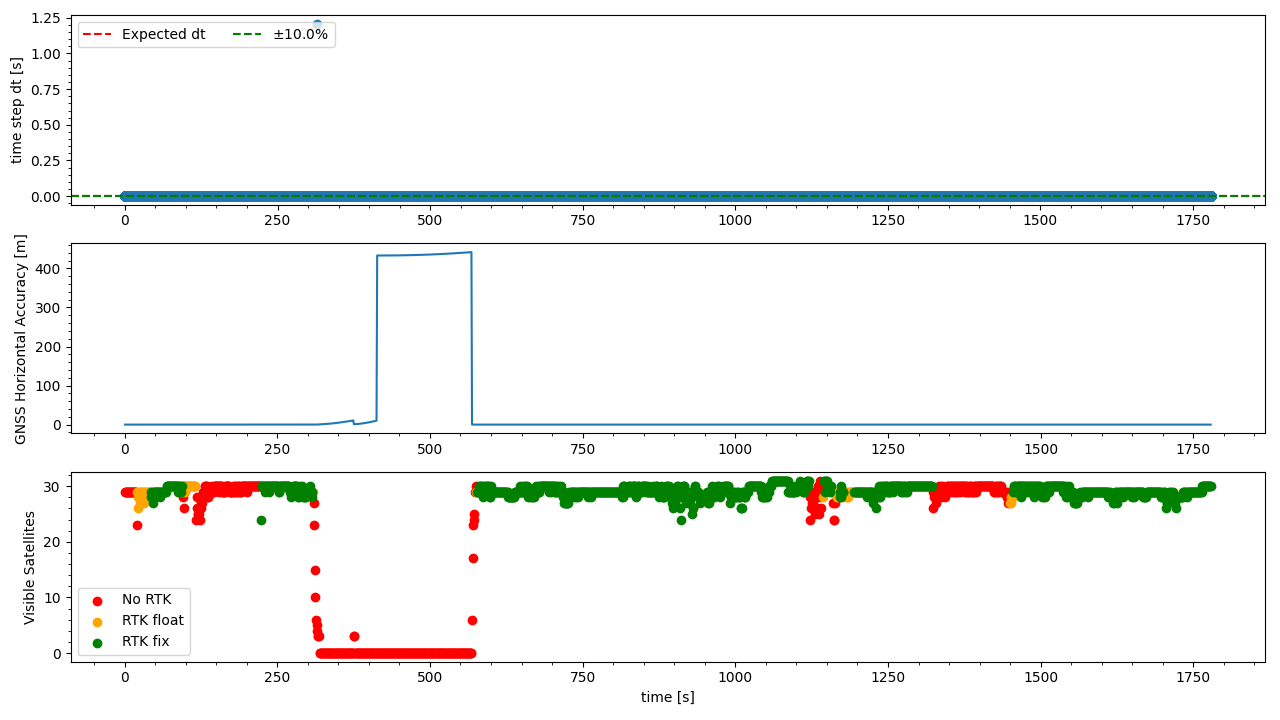 1.25
1.00
0.75
0.50
0.25
0.00
time step dt [s]
Expected dt
±10.0%
0 250 500 750 1000 1250 1500 1750
400
300
200
100
0
GNSS Horizontal Accuracy [m]
0 250 500 750 1000 1250 1500 1750
30
20
10
0
Visible Satellites
No RTK
RTK float
RTK fix
0 250 500 750 1000 1250 1500 1750
time [s]